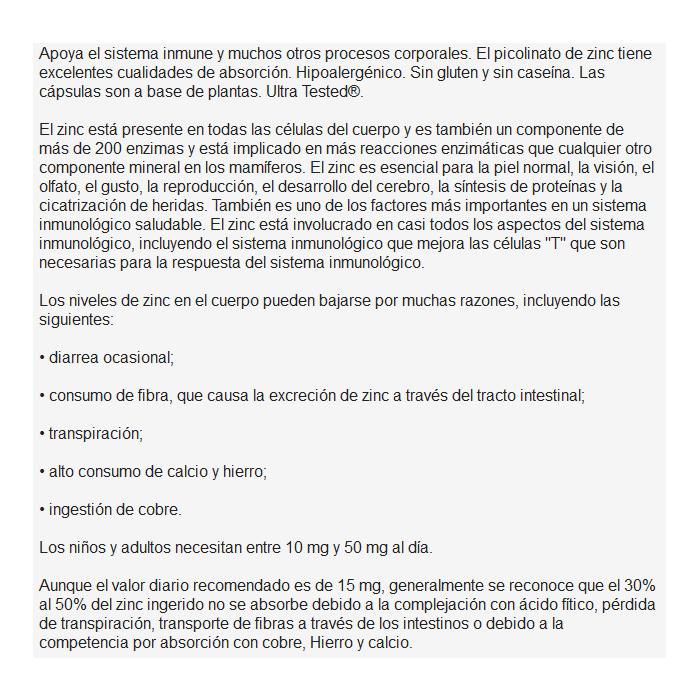 Apoya el sistema inmune y muchos otros procesos corporales. El picolinato de zinc tiene
excelentes cualidades de absorción. Hipoalergénico. Sin gluten y sin caseína. Las
cápsulas son a base de plantas. Ultra Tested®.
El zinc está presente en todas las células del cuerpo y es también un componente de
más de 200 enzimas y está implicado en más reacciones enzimáticas que cualquier otro
componente mineral en los mamíferos. El zinc es esencial para la piel normal, la visión, el
olfato, el gusto, la reproducción, el desarrollo del cerebro, la síntesis de proteínas y la
cicatrización de heridas. También es uno de los factores más importantes en un sistema
inmunológico saludable. El zinc está involucrado en casi todos los aspectos del sistema
inmunológico, incluyendo el sistema inmunológico que mejora las células "T" que son
necesarias para la respuesta del sistema inmunológico.
Los niveles de zinc en el cuerpo pueden bajarse por muchas razones, incluyendo las
siguientes:
• diarrea ocasional;
• consumo de fibra, que causa la excreción de zinc a través del tracto intestinal;
• transpiración;
• alto consumo de calcio y hierro;
• ingestión de cobre.
Los niños y adultos necesitan entre 10 mg y 50 mg al día.
Aunque el valor diario recomendado es de 15 mg, generalmente se reconoce que el 30%
al 50% del zinc ingerido no se absorbe debido a la complejación con ácido fítico, pérdida
de transpiración, transporte de fibras a través de los intestinos o debido a la
competencia por absorción con cobre, Hierro y calcio.